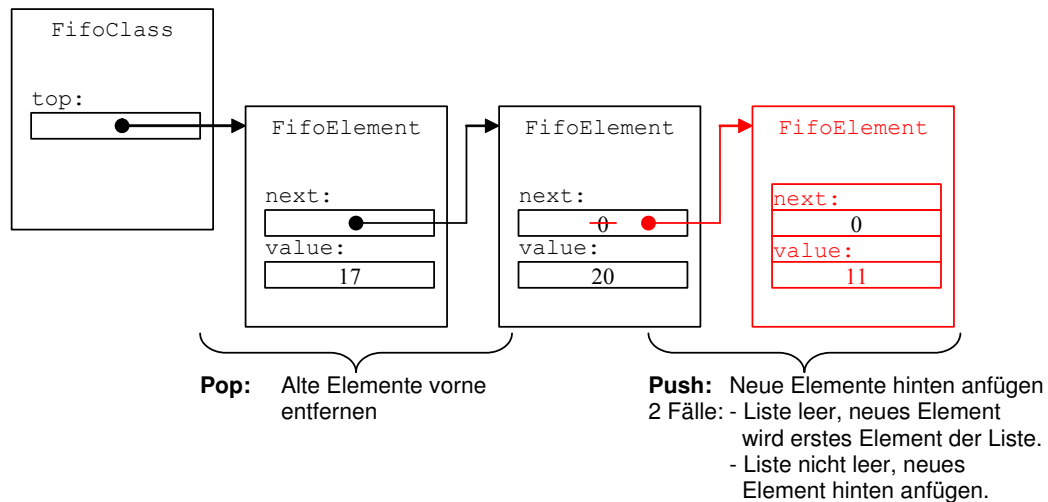 FifoClass
top:
FifoElement
next:
value:
17
FifoElement
next:
0
value:
20
FifoElement
next:
0
value:
11
Pop: Alte Elemente vorne
entfernen
Push: Neue Elemente hinten anfügen
2 Fälle: - Liste leer, neues Element
wird erstes Element der Liste.
- Liste nicht leer, neues
Element hinten anfügen.